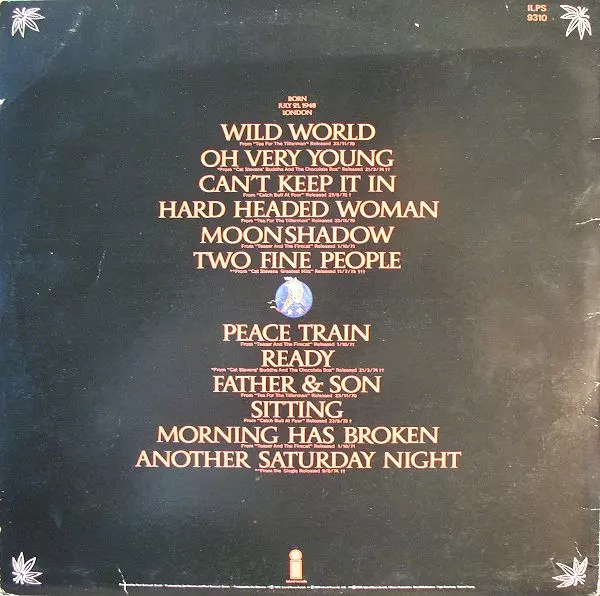 ILPS
9310
BORN
JULY 21, 1948
LONDON
WILD WORLD
From "Tea For The Tillerman" Released 23/11/70
OH VERY YOUNG
*From "Cat Stevens' Buddha And The Chocolate Box" Released 21/3/74 ††
CAN'T KEEP IT IN
From "Catch Bull At Four" Released 27/9/72 †
HARD HEADED WOMAN
From "Tea For The Tillerman" Released 23/11/70
MOONSHADOW
From "Teaser And The Firecat" Released 1/10/71
TWO FINE PEOPLE
**From "Cat Stevens Greatest Hits" Released 11/7/75 †††
PEACE TRAIN
From "Teaser And The Firecat" Released 1/10/71
READY
*From "Cat Stevens' Buddha And The Chocolate Box" Released 21/3/74 ††
FATHER & SON
From "Tea For The Tillerman" Released 23/11/70
SITTING
From "Catch Bull At Four" Released 27/9/72 †
MORNING HAS BROKEN
From "Teaser And The Firecat" Released 1/10/71
ANOTHER SATURDAY NIGHT
**From the Single Released 9/8/74 ††
i
island records